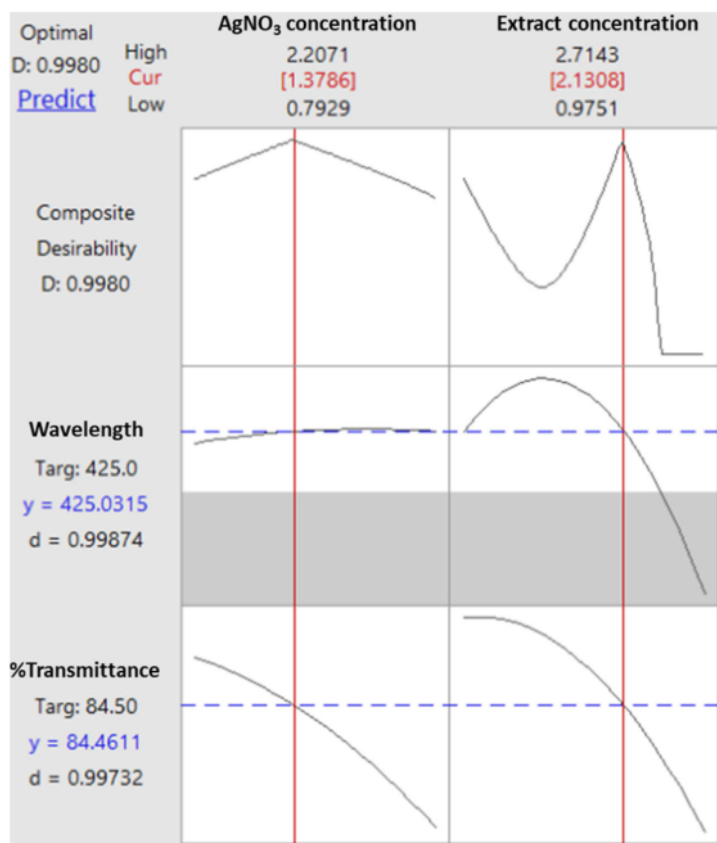 Optimal
D: 0.9980
Predict
High
Cur
Low
AgNO₃ concentration
2.2071
[1.3786]
0.7929
Extract concentration
2.7143
[2.1308]
0.9751
Composite
Desirability
D: 0.9980
Wavelength
Targ: 425.0
y = 425.0315
d = 0.99874
%Transmittance
Targ: 84.50
y = 84.4611
d = 0.99732